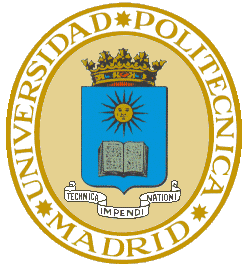 UNIVERSIDAD POLITECNICA
MADRID
TECHNICA IMPENDI NATIONI